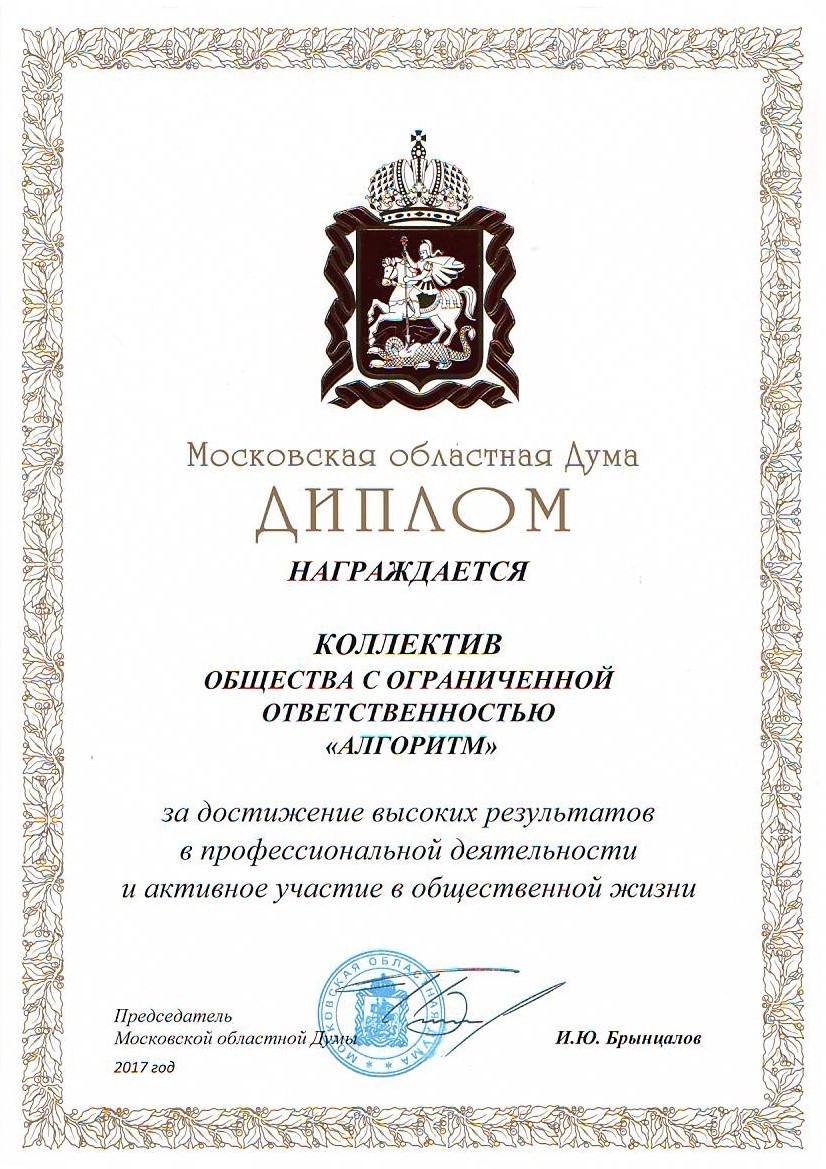 Московская областная Дума
ДИПЛОМ
НАГРАЖДАЕТСЯ
КОЛЛЕКТИВ
ОБЩЕСТВА С ОГРАНИЧЕННОЙ
ОТВЕТСТВЕННОСТЬЮ
«АЛГОРИТМ»
за достижение высоких результатов
в профессиональной деятельности
и активное участие в общественной жизни
Председатель
Московской областной Думы
И.Ю. Брынцалов
2017 год
МОСКОВСКАЯ ОБЛАСТНАЯ ДУМА